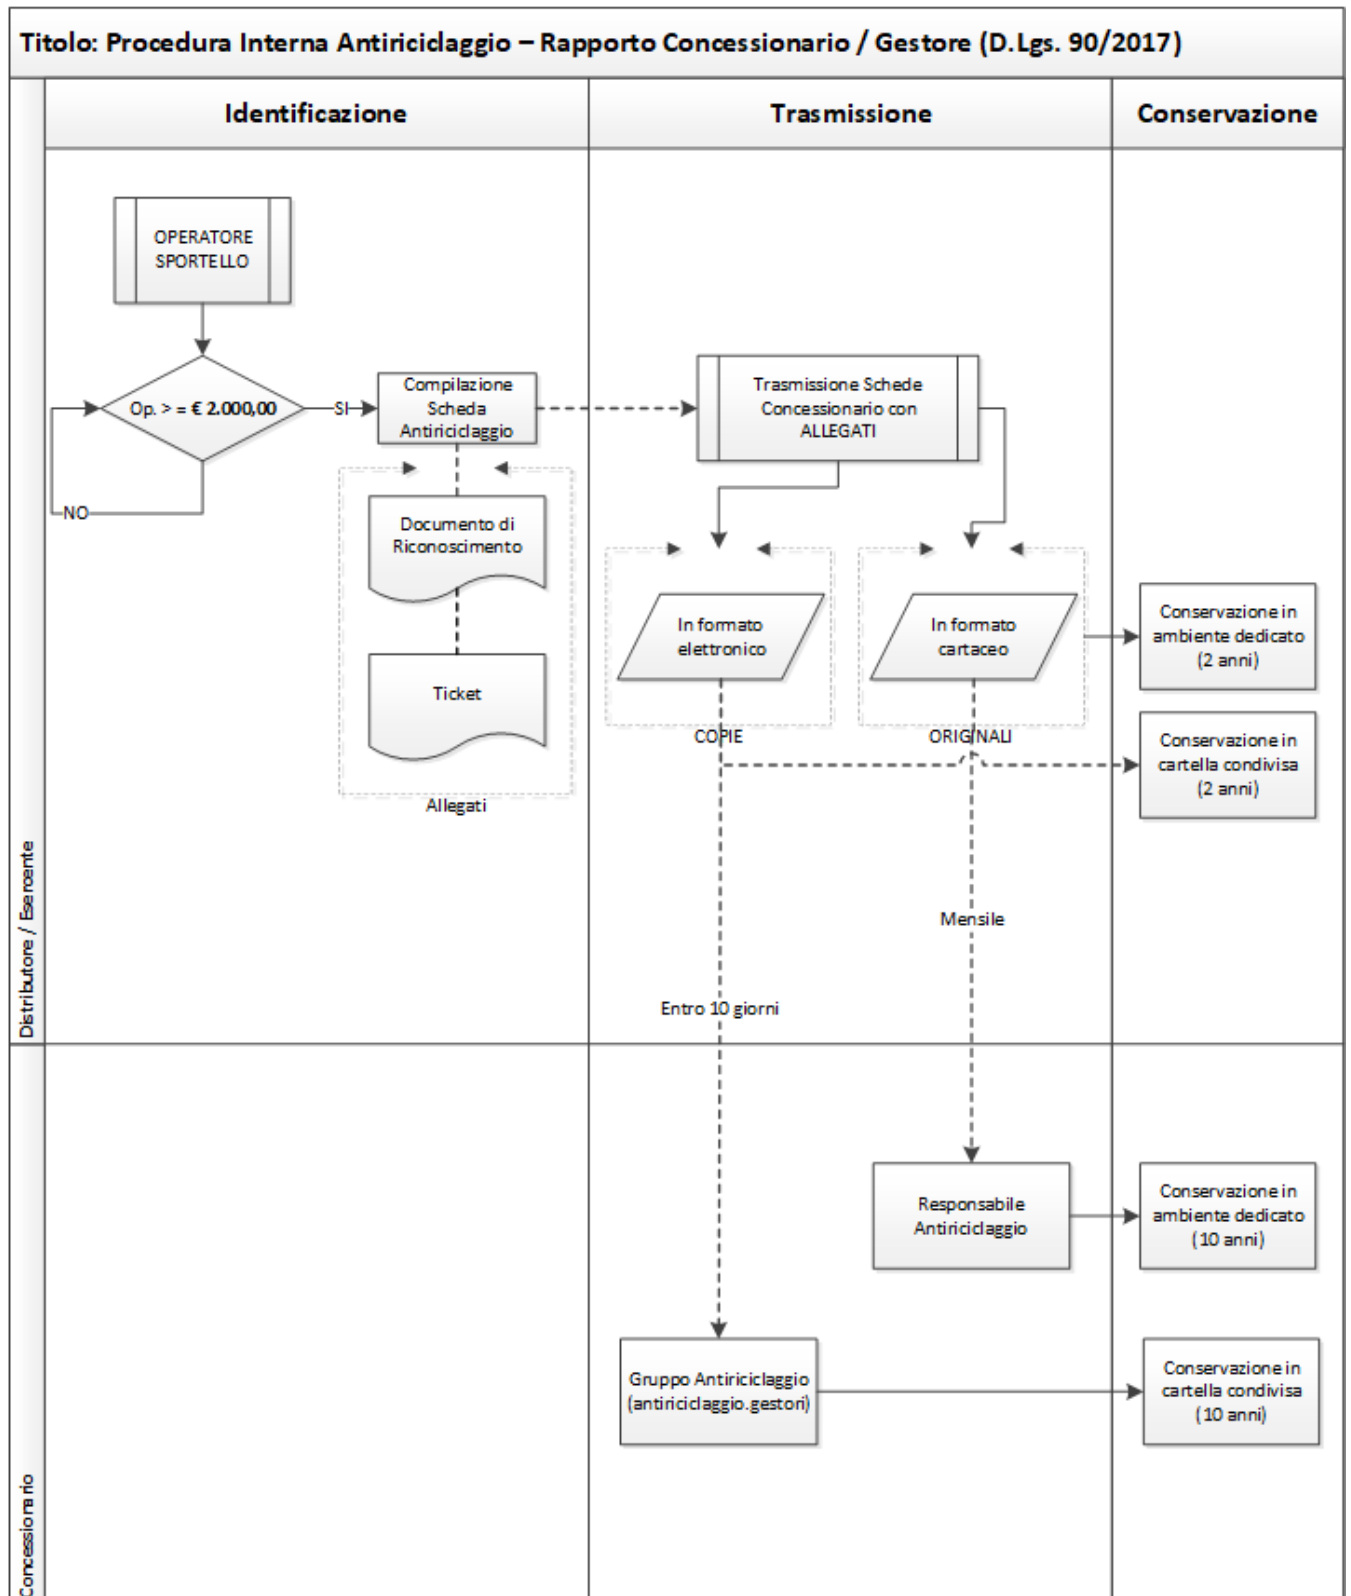 Titolo: Procedura Interna Antiriciclaggio – Rapporto Concessionario / Gestore (D.Lgs. 90/2017)
Identificazione
Trasmissione
Conservazione
Distributore / Esercente
OPERATORE
SPORTELLO
Op. > = € 2.000,00
SI
NO
Compilazione
Scheda
Antiriciclaggio
Documento di
Riconoscimento
Ticket
Allegati
Trasmissione Schede
Concessionario con
ALLEGATI
In formato
elettronico
COPIE
In formato
cartaceo
ORIGINALI
Conservazione in
ambiente dedicato
(2 anni)
Conservazione in
cartella condivisa
(2 anni)
Mensile
Entro 10 giorni
Concessionario
Responsabile
Antiriciclaggio
Conservazione in
ambiente dedicato
(10 anni)
Gruppo Antiriciclaggio
(antiriciclaggio.gestori)
Conservazione in
cartella condivisa
(10 anni)